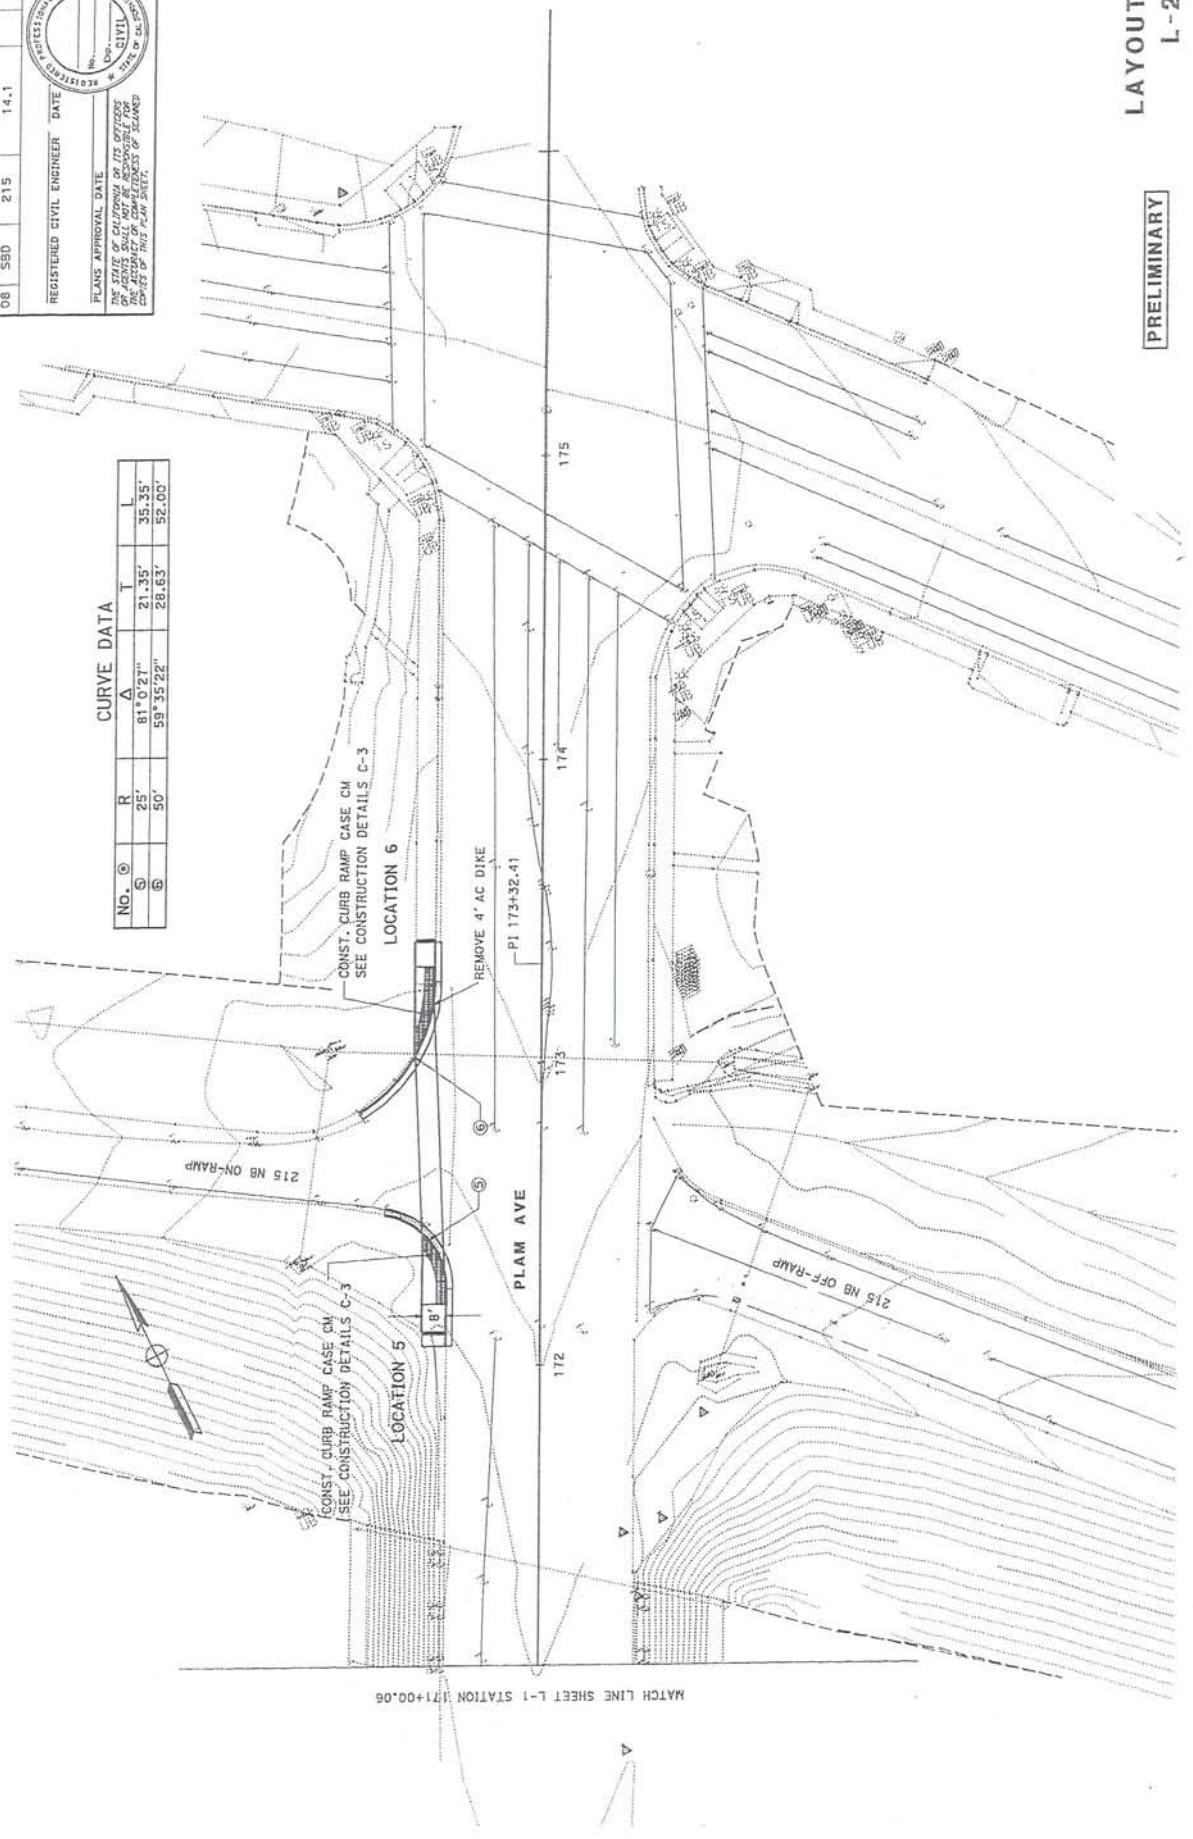 08 SBD 215 14.1
REGISTERED CIVIL ENGINEER DATE
PLANS APPROVAL DATE
THE STATE OF CALIFORNIA OR ITS OFFICERS
OR AGENTS SHALL NOT BE RESPONSIBLE FOR
THE ACCURACY OR COMPLETENESS OF SCANNED
COPIES OF THIS PLAN SHEET.
No.
Exp.
CIVIL
CURVE DATA
No. R Δ T L
5 25' 81°0'27" 21.35' 35.35'
6 50' 59°35'22" 28.63' 52.00'
CONST. CURB RAMP CASE CM
SEE CONSTRUCTION DETAILS C-3
LOCATION 5
8'
CONST. CURB RAMP CASE CM
SEE CONSTRUCTION DETAILS C-3
LOCATION 6
REMOVE 4' AC DIKE
PI 173+32.41
215 NB ON-RAMP
5
6
PLAM AVE
172
173
174
175
215 NB OFF-RAMP
MATCH LINE SHEET L-1 STATION 171+00.06
PRELIMINARY
LAYOUT
L-2